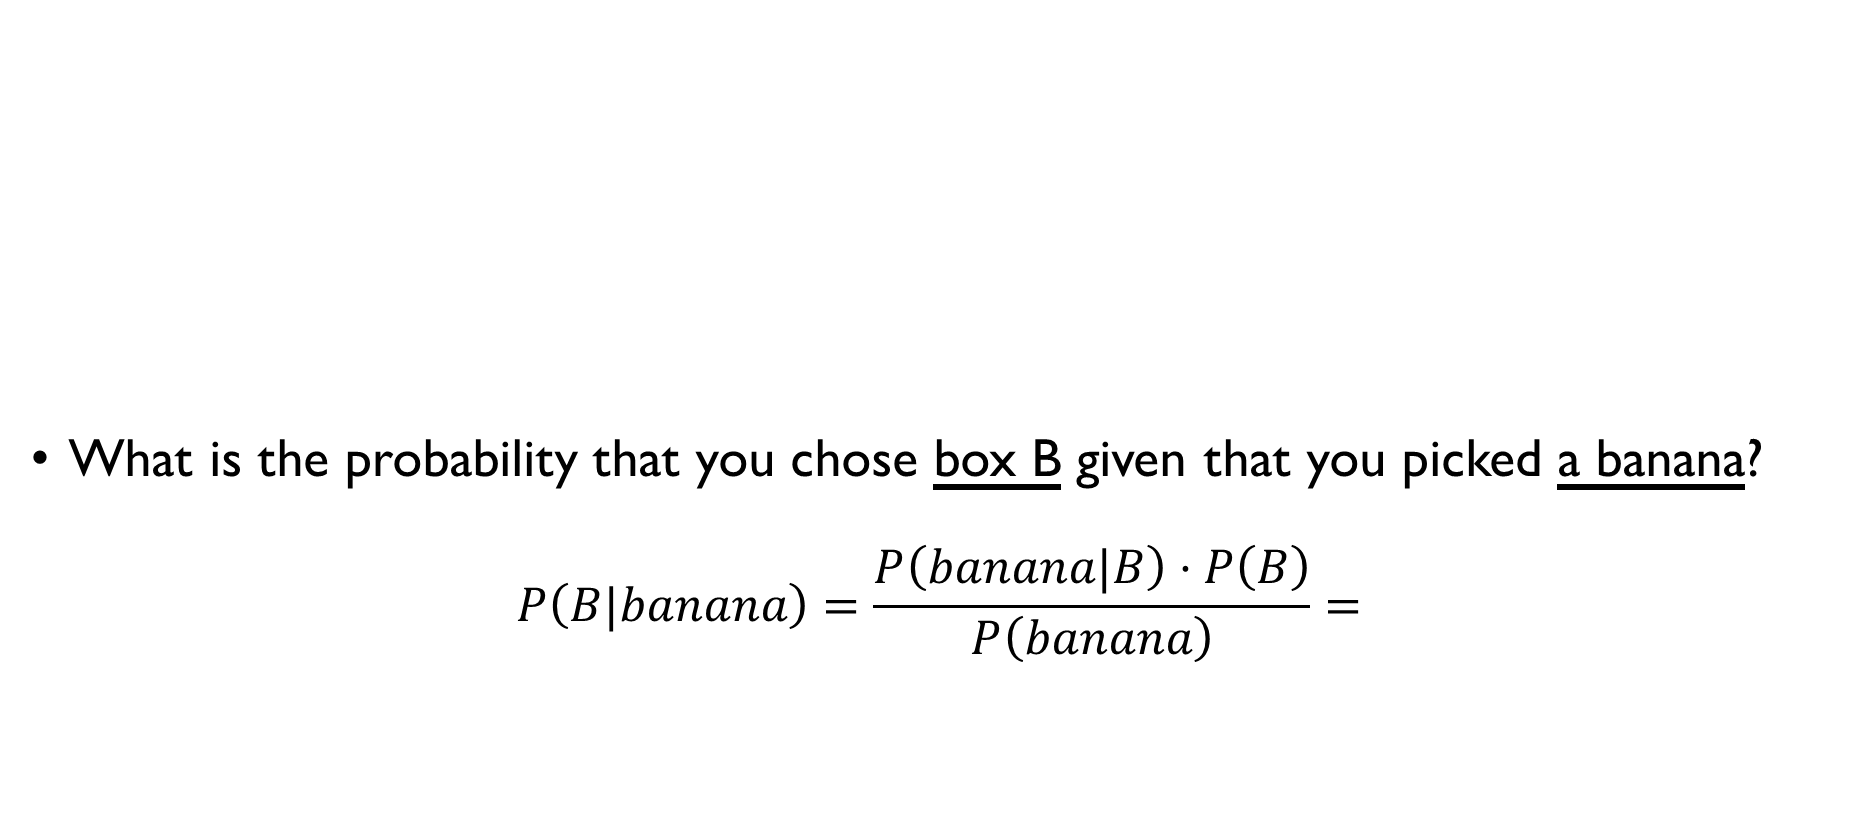 • What is the probability that you chose box B given that you picked a banana?
P(B|banana) = P(banana|B) · P(B) / P(banana) =